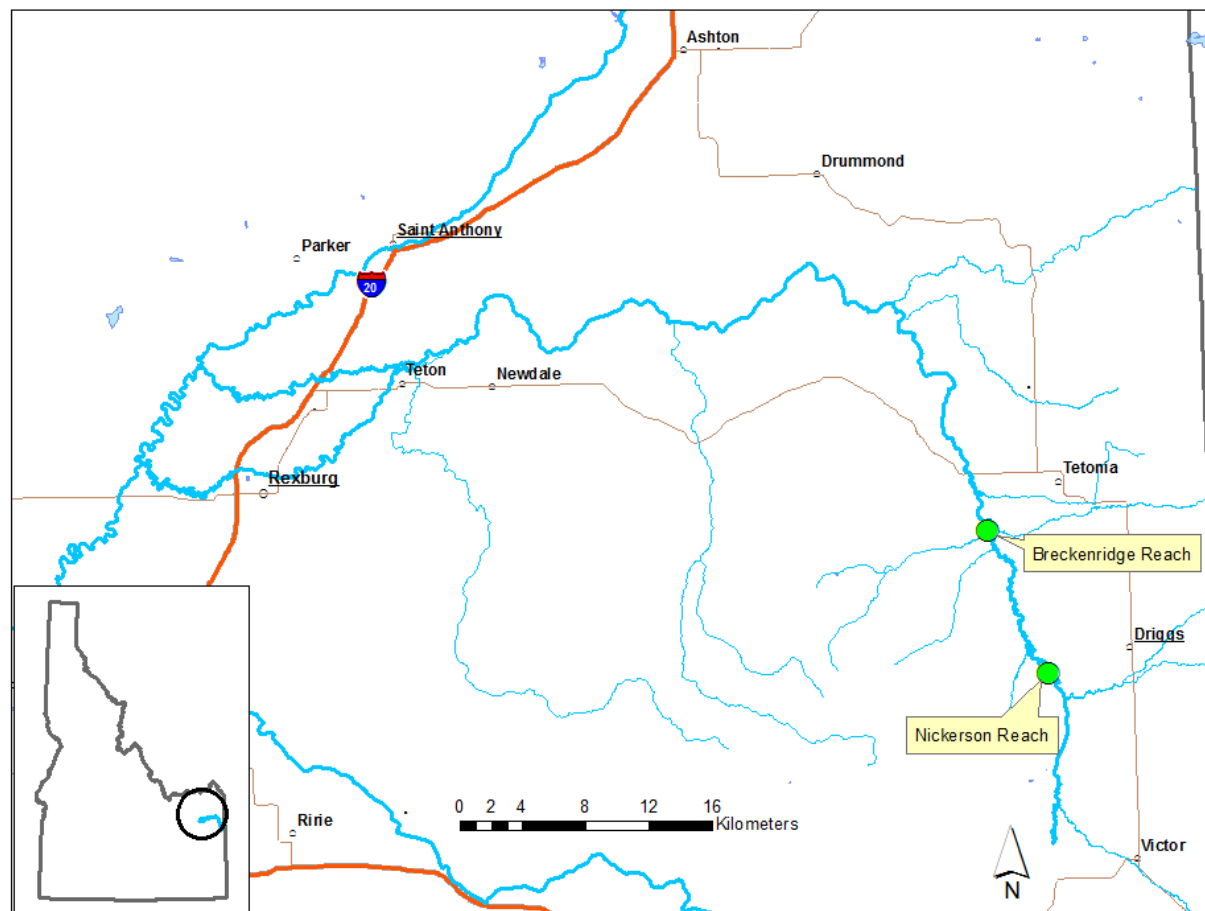 Ashton
Drummond
Saint Anthony
Parker
20
Teton
Newdale
Rexburg
Tetonia
Breckenridge Reach
Driggs
Nickerson Reach
0 2 4 8 12 16
Kilometers
Ririe
Victor
N